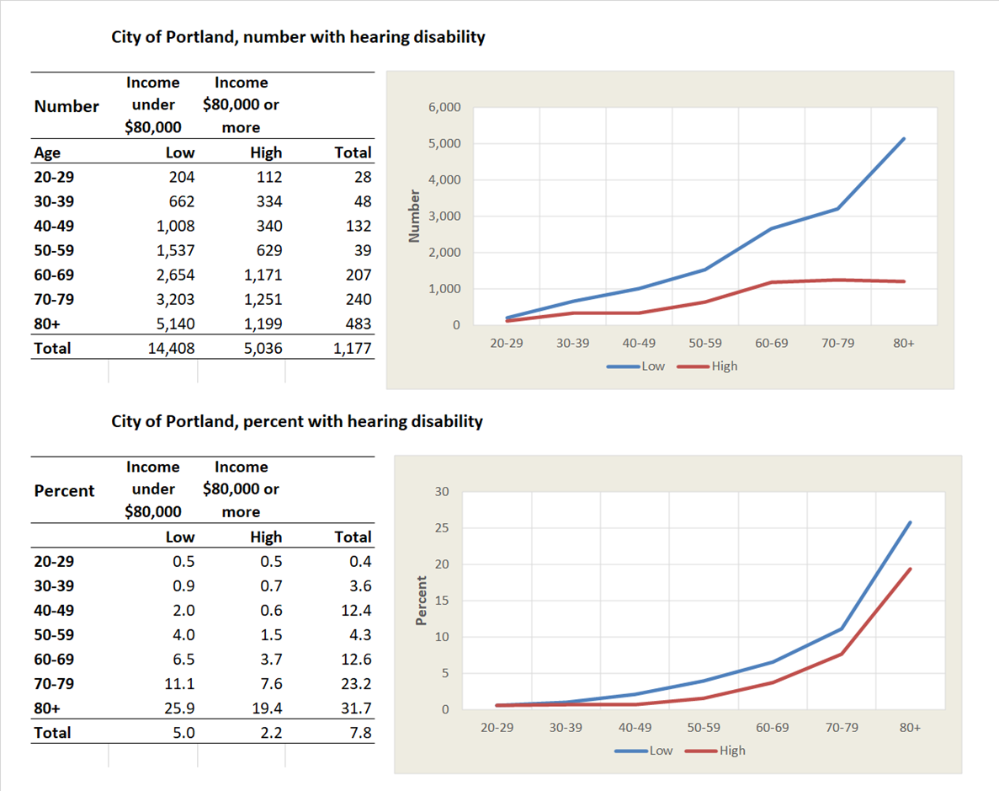 City of Portland, number with hearing disability
Number Income under $80,000 Income $80,000 or more
Age Low High Total
20-29 204 112 28
30-39 662 334 48
40-49 1,008 340 132
50-59 1,537 629 39
60-69 2,654 1,171 207
70-79 3,203 1,251 240
80+ 5,140 1,199 483
Total 14,408 5,036 1,177
Number
6,000
5,000
4,000
3,000
2,000
1,000
0
20-29 30-39 40-49 50-59 60-69 70-79 80+
Low High
City of Portland, percent with hearing disability
Percent Income under $80,000 Income $80,000 or more
Low High Total
20-29 0.5 0.5 0.4
30-39 0.9 0.7 3.6
40-49 2.0 0.6 12.4
50-59 4.0 1.5 4.3
60-69 6.5 3.7 12.6
70-79 11.1 7.6 23.2
80+ 25.9 19.4 31.7
Total 5.0 2.2 7.8
Percent
30
25
20
15
10
5
0
20-29 30-39 40-49 50-59 60-69 70-79 80+
Low High